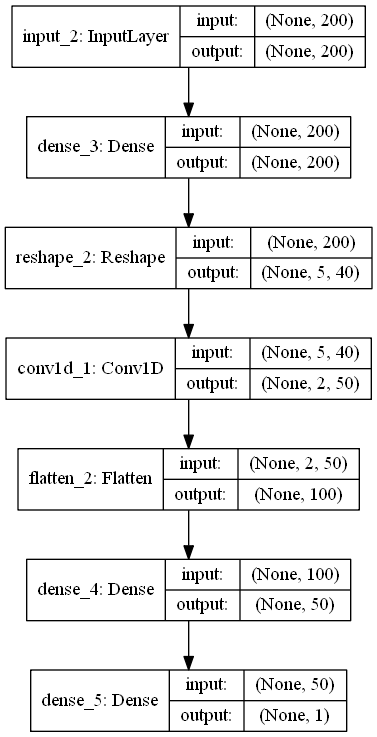 input_2: InputLayer
input: (None, 200)
output: (None, 200)
dense_3: Dense
input: (None, 200)
output: (None, 200)
reshape_2: Reshape
input: (None, 200)
output: (None, 5, 40)
conv1d_1: Conv1D
input: (None, 5, 40)
output: (None, 2, 50)
flatten_2: Flatten
input: (None, 2, 50)
output: (None, 100)
dense_4: Dense
input: (None, 100)
output: (None, 50)
dense_5: Dense
input: (None, 50)
output: (None, 1)